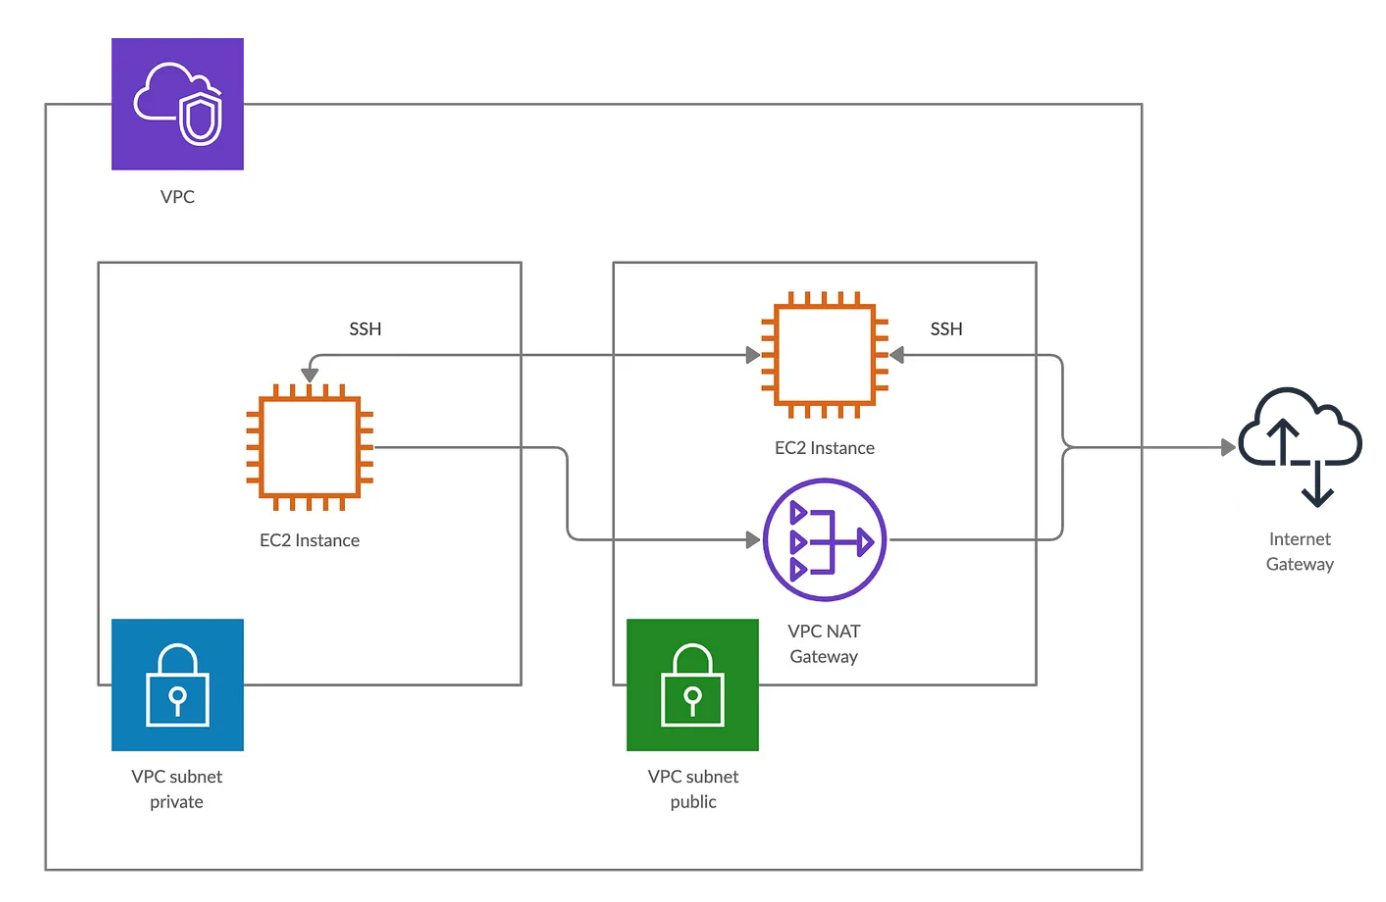 VPC
SSH
SSH
EC2 Instance
EC2 Instance
Internet
Gateway
VPC NAT
Gateway
VPC subnet
private
VPC subnet
public